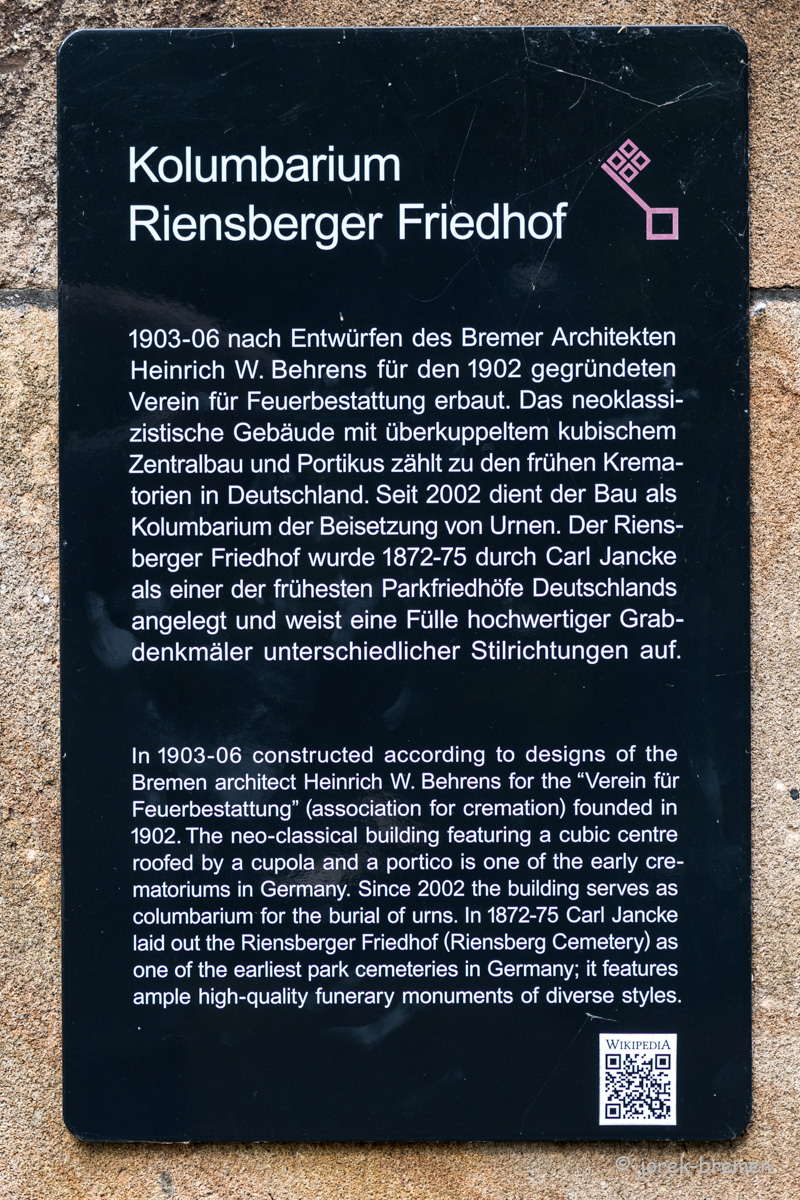 Kolumbarium
Riensberger Friedhof
1903-06 nach Entwürfen des Bremer Architekten
Heinrich W. Behrens für den 1902 gegründeten
Verein für Feuerbestattung erbaut. Das neoklassi-
zistische Gebäude mit überkuppeltem kubischem
Zentralbau und Portikus zählt zu den frühen Krema-
torien in Deutschland. Seit 2002 dient der Bau als
Kolumbarium der Beisetzung von Urnen. Der Riens-
berger Friedhof wurde 1872-75 durch Carl Jancke
als einer der frühesten Parkfriedhöfe Deutschlands
angelegt und weist eine Fülle hochwertiger Grab-
denkmäler unterschiedlicher Stilrichtungen auf.
In 1903-06 constructed according to designs of the
Bremen architect Heinrich W. Behrens for the “Verein für
Feuerbestattung” (association for cremation) founded in
1902. The neo-classical building featuring a cubic centre
roofed by a cupola and a portico is one of the early cre-
matoriums in Germany. Since 2002 the building serves as
columbarium for the burial of urns. In 1872-75 Carl Jancke
laid out the Riensberger Friedhof (Riensberg Cemetery) as
one of the earliest park cemeteries in Germany; it features
ample high-quality funerary monuments of diverse styles.
WIKIPEDIA
© jorek-bremen